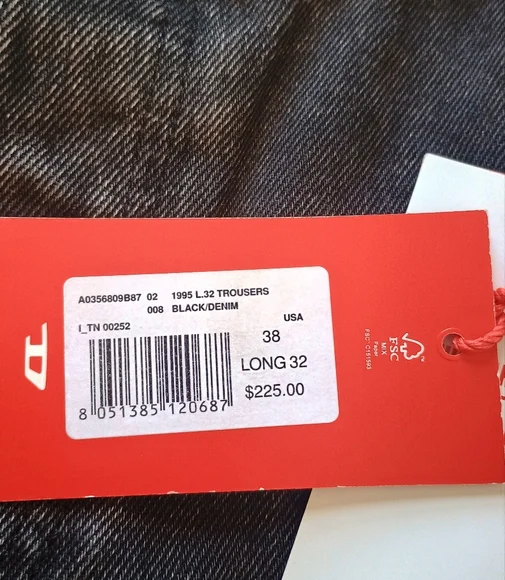 A0356809B87 02 1995 L.32 TROUSERS
008 BLACK/DENIM
I_TN 00252
USA
38
LONG 32
$225.00
8 051385 120687
D
FSC
MIX
Paper